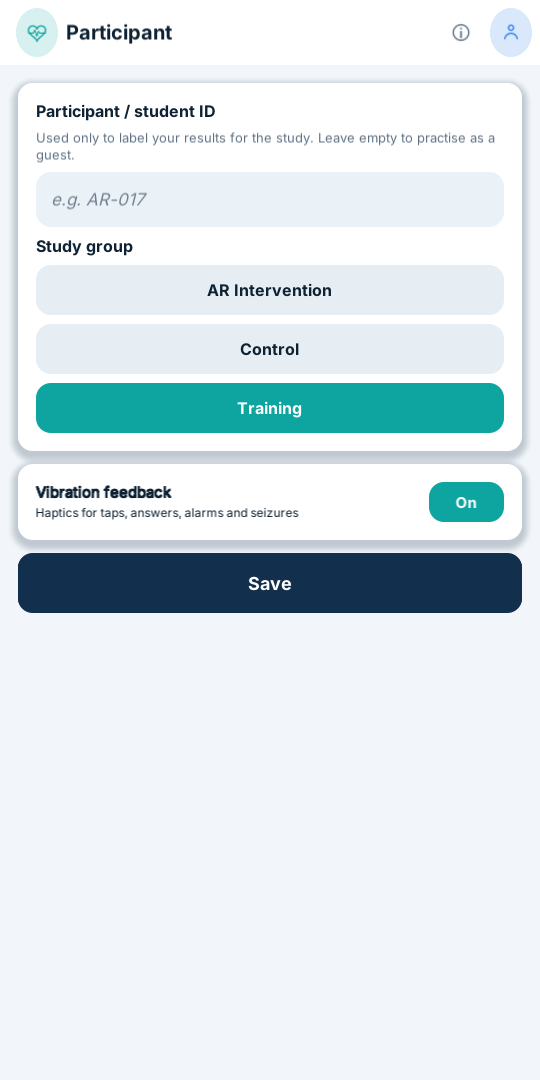 Participant
Participant / student ID
Used only to label your results for the study. Leave empty to practise as a
guest.
e.g. AR-017
Study group
AR Intervention
Control
Training
Vibration feedback
Haptics for taps, answers, alarms and seizures
On
Save